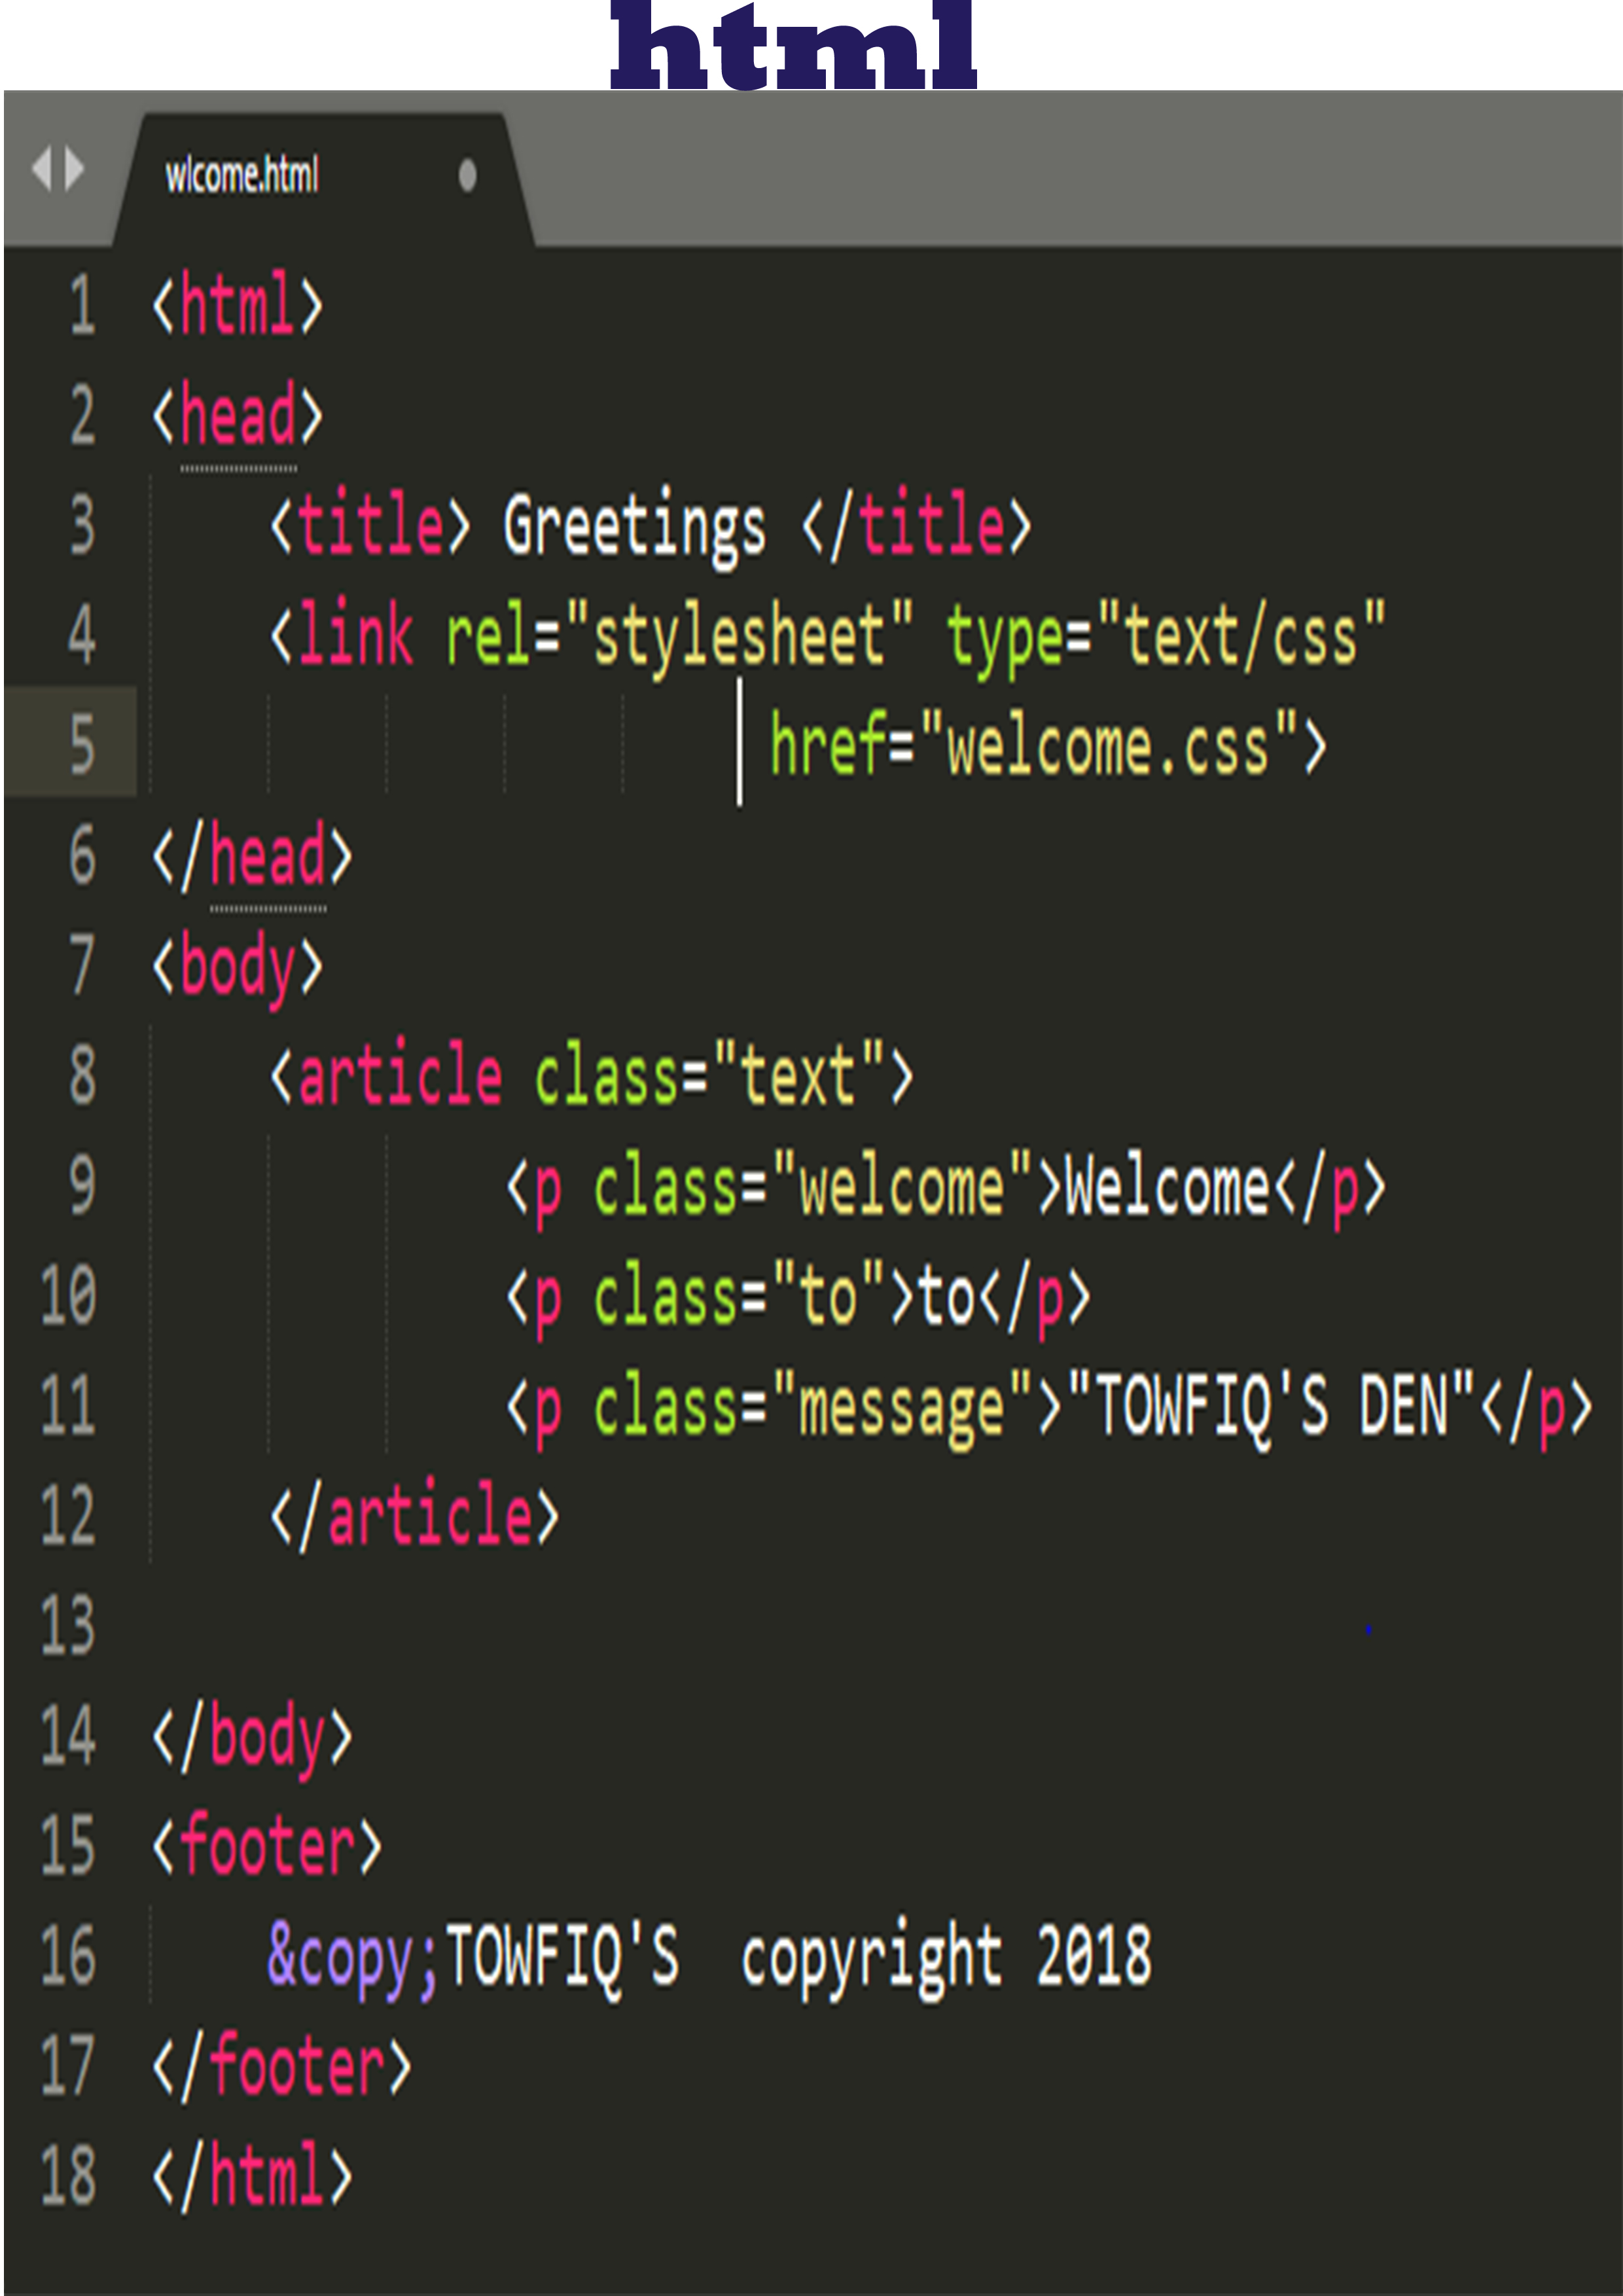 html
wlcome.html
1 <html>
2 <head>
3     <title> Greetings </title>
4     <link rel="stylesheet" type="text/css"
5                      href="welcome.css">
6 </head>
7 <body>
8     <article class="text">
9             <p class="welcome">Welcome</p>
10             <p class="to">to</p>
11             <p class="message">"TOWFIQ'S DEN"</p>
12     </article>
13
14 </body>
15 <footer>
16     &copy;TOWFIQ'S  copyright 2018
17 </footer>
18 </html>